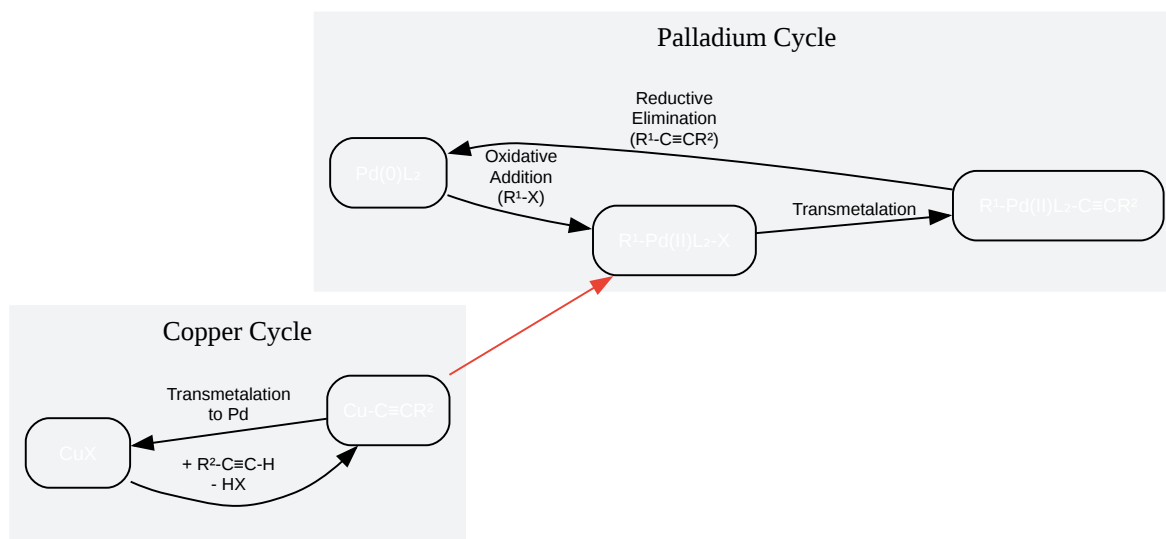 Palladium Cycle
Reductive
Elimination
(R¹-C≡CR²)
Oxidative
Addition
(R¹-X)
Pd(0)L₂
R¹-Pd(II)L₂-C≡CR²
Transmetalation
R¹-Pd(II)L₂-X
Copper Cycle
Transmetalation
to Pd
Cu-C≡CR²
CuX
+ R²-C≡C-H
- HX